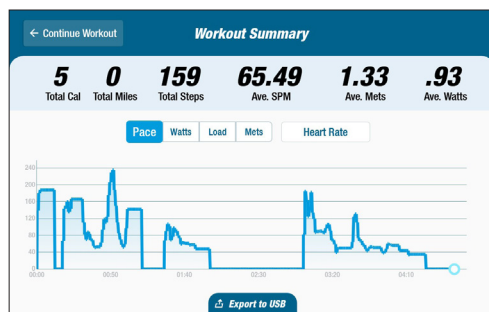 ← Continue Workout
Workout Summary
5 0 159 65.49 1.33 .93
Total Cal Total Miles Total Steps Ave. SPM Ave. Mets Ave. Watts
Pace Watts Load Mets Heart Rate
240
200
160
120
80
40
0
00:00 00:50 01:40 02:30 03:20 04:10
Export to USB